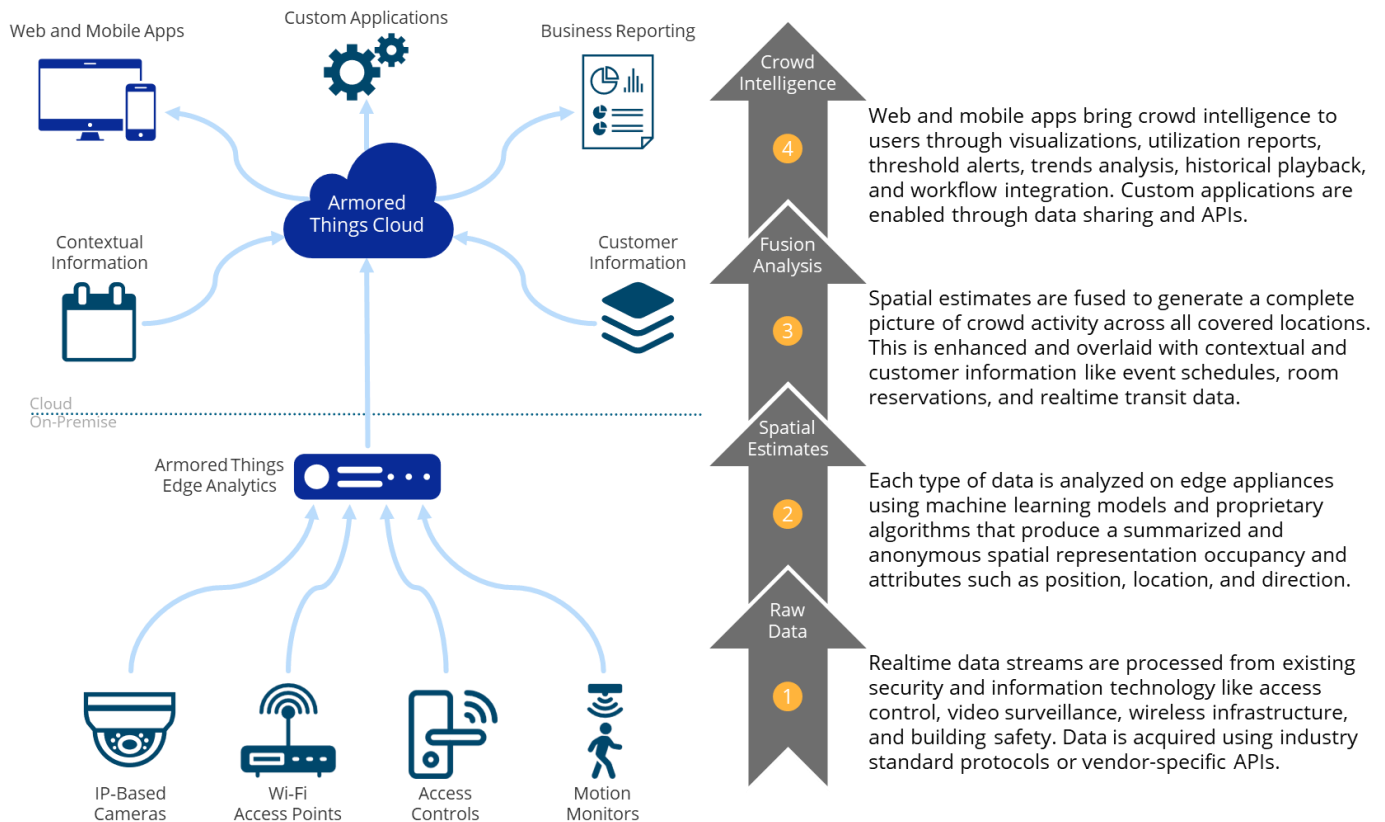 Web and Mobile Apps
Custom Applications
Business Reporting
Armored
Things Cloud
Contextual
Information
Customer
Information
Cloud
On-Premise
Armored Things
Edge Analytics
IP-Based
Cameras
Wi-Fi
Access Points
Access
Controls
Motion
Monitors
Crowd
Intelligence
4
Web and mobile apps bring crowd intelligence to
users through visualizations, utilization reports,
threshold alerts, trends analysis, historical playback,
and workflow integration. Custom applications are
enabled through data sharing and APIs.
Fusion
Analysis
3
Spatial estimates are fused to generate a complete
picture of crowd activity across all covered locations.
This is enhanced and overlaid with contextual and
customer information like event schedules, room
reservations, and realtime transit data.
Spatial
Estimates
2
Each type of data is analyzed on edge appliances
using machine learning models and proprietary
algorithms that produce a summarized and
anonymous spatial representation occupancy and
attributes such as position, location, and direction.
Raw
Data
1
Realtime data streams are processed from existing
security and information technology like access
control, video surveillance, wireless infrastructure,
and building safety. Data is acquired using industry
standard protocols or vendor-specific APIs.